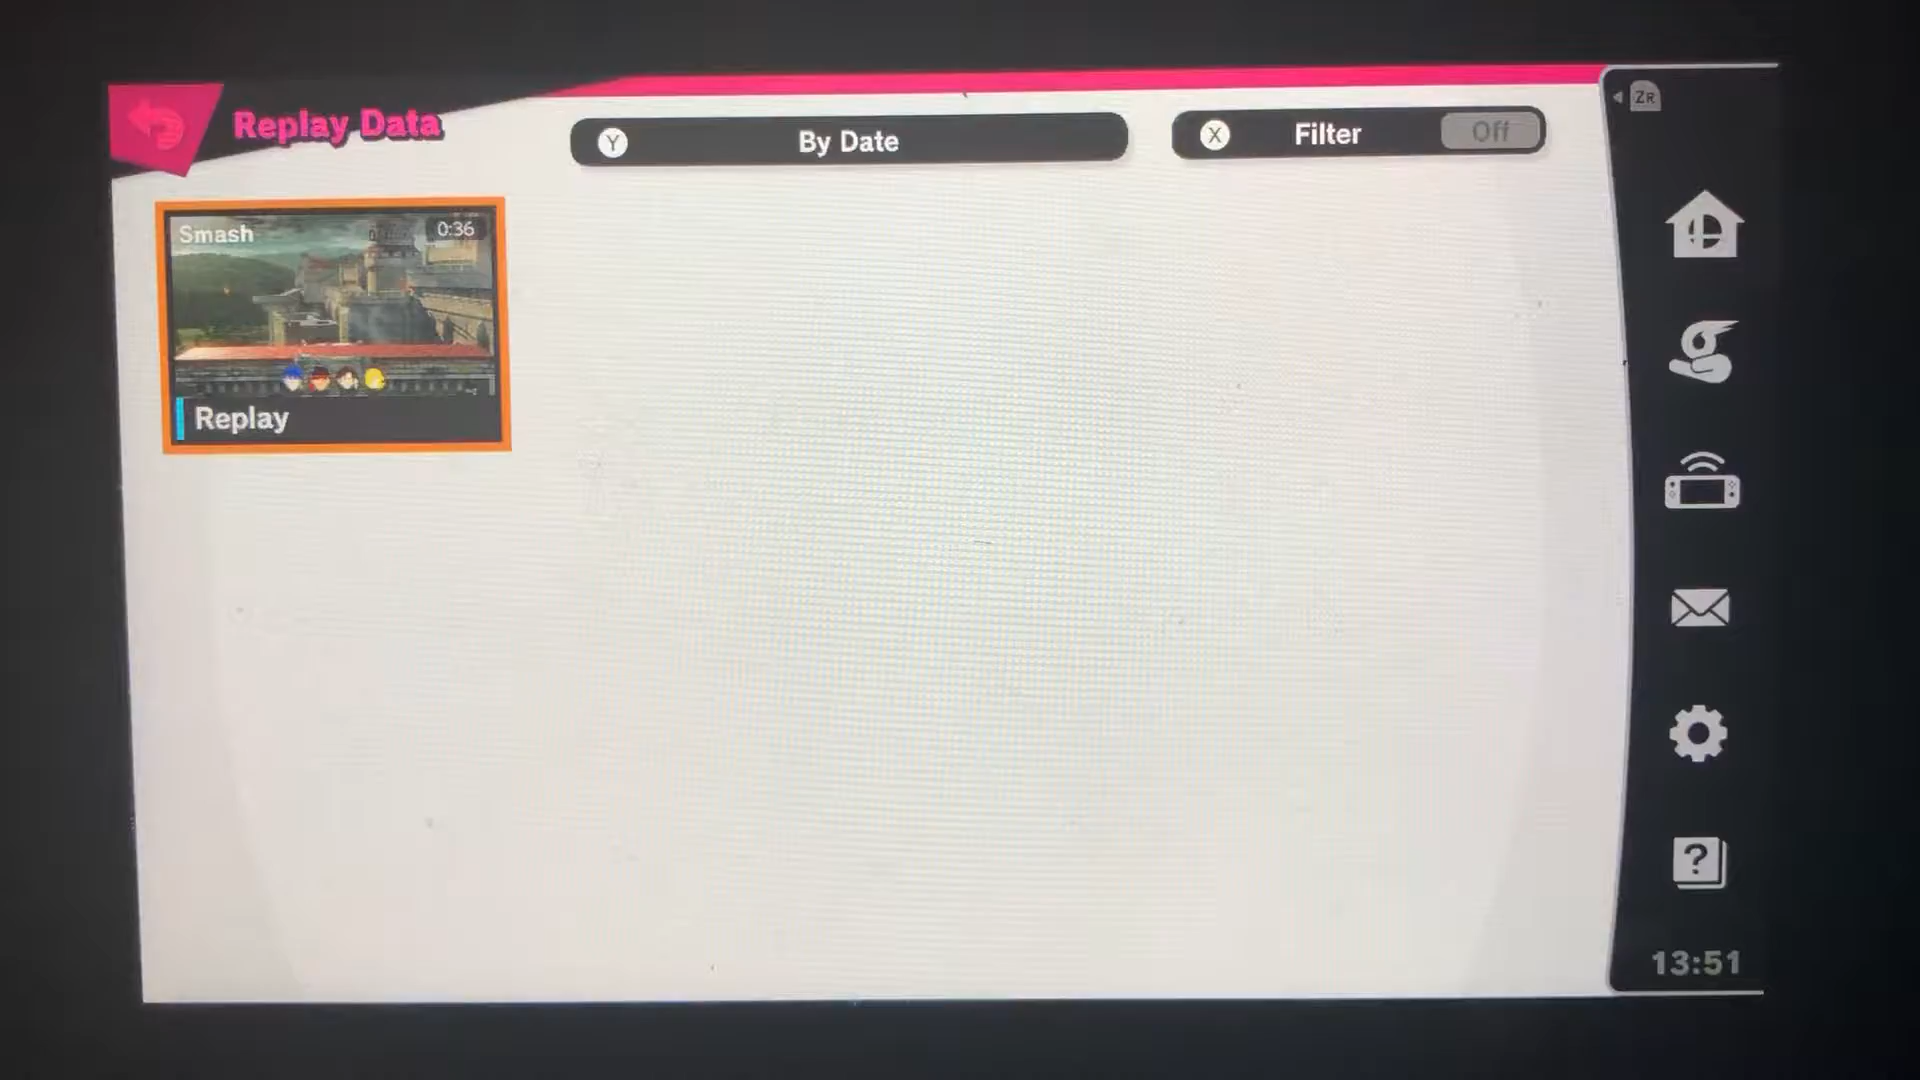 Replay Data
Y By Date
X Filter Off
ZR
Smash 0:36
Replay
?
13:51